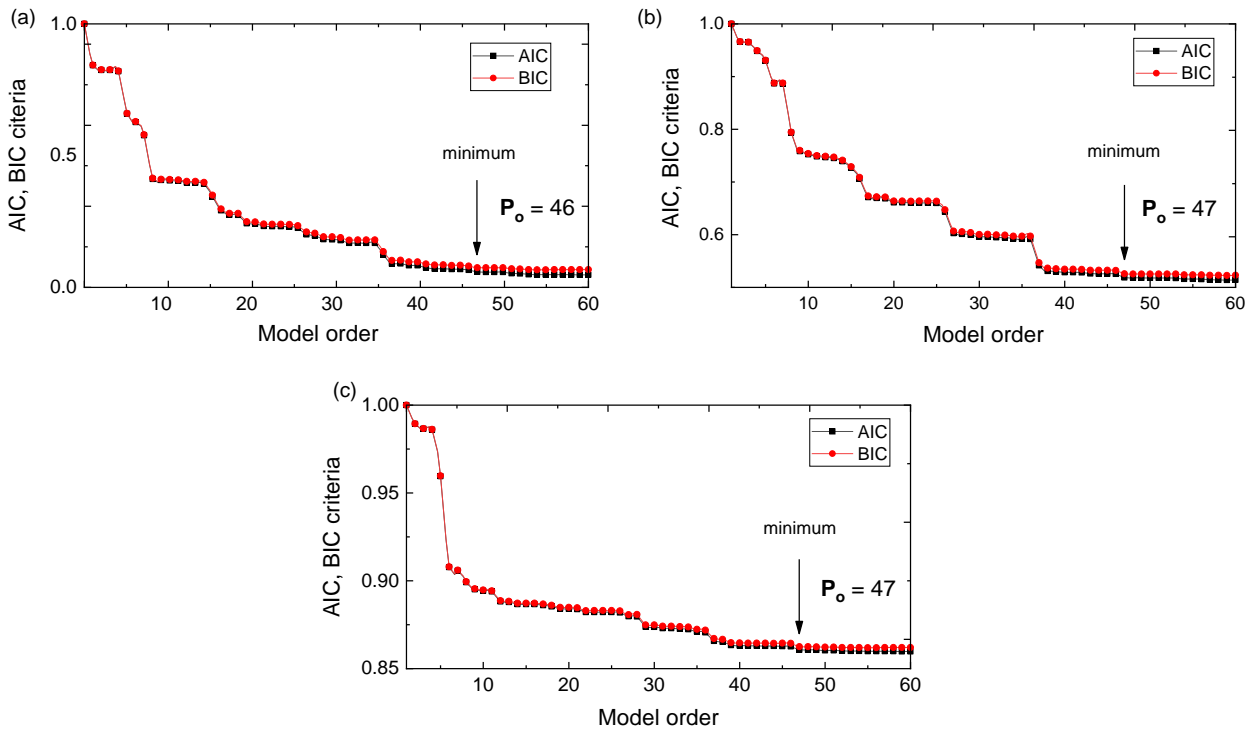 (a)
1.0
0.5
0.0
AIC, BIC citeria
AIC
BIC
minimum
P_o = 46
10 20 30 40 50 60
Model order
(b)
1.0
0.8
0.6
AIC, BIC criteria
AIC
BIC
minimum
P_o = 47
10 20 30 40 50 60
Model order
(c)
1.00
0.95
0.90
0.85
AIC, BIC criteria
AIC
BIC
minimum
P_o = 47
10 20 30 40 50 60
Model order